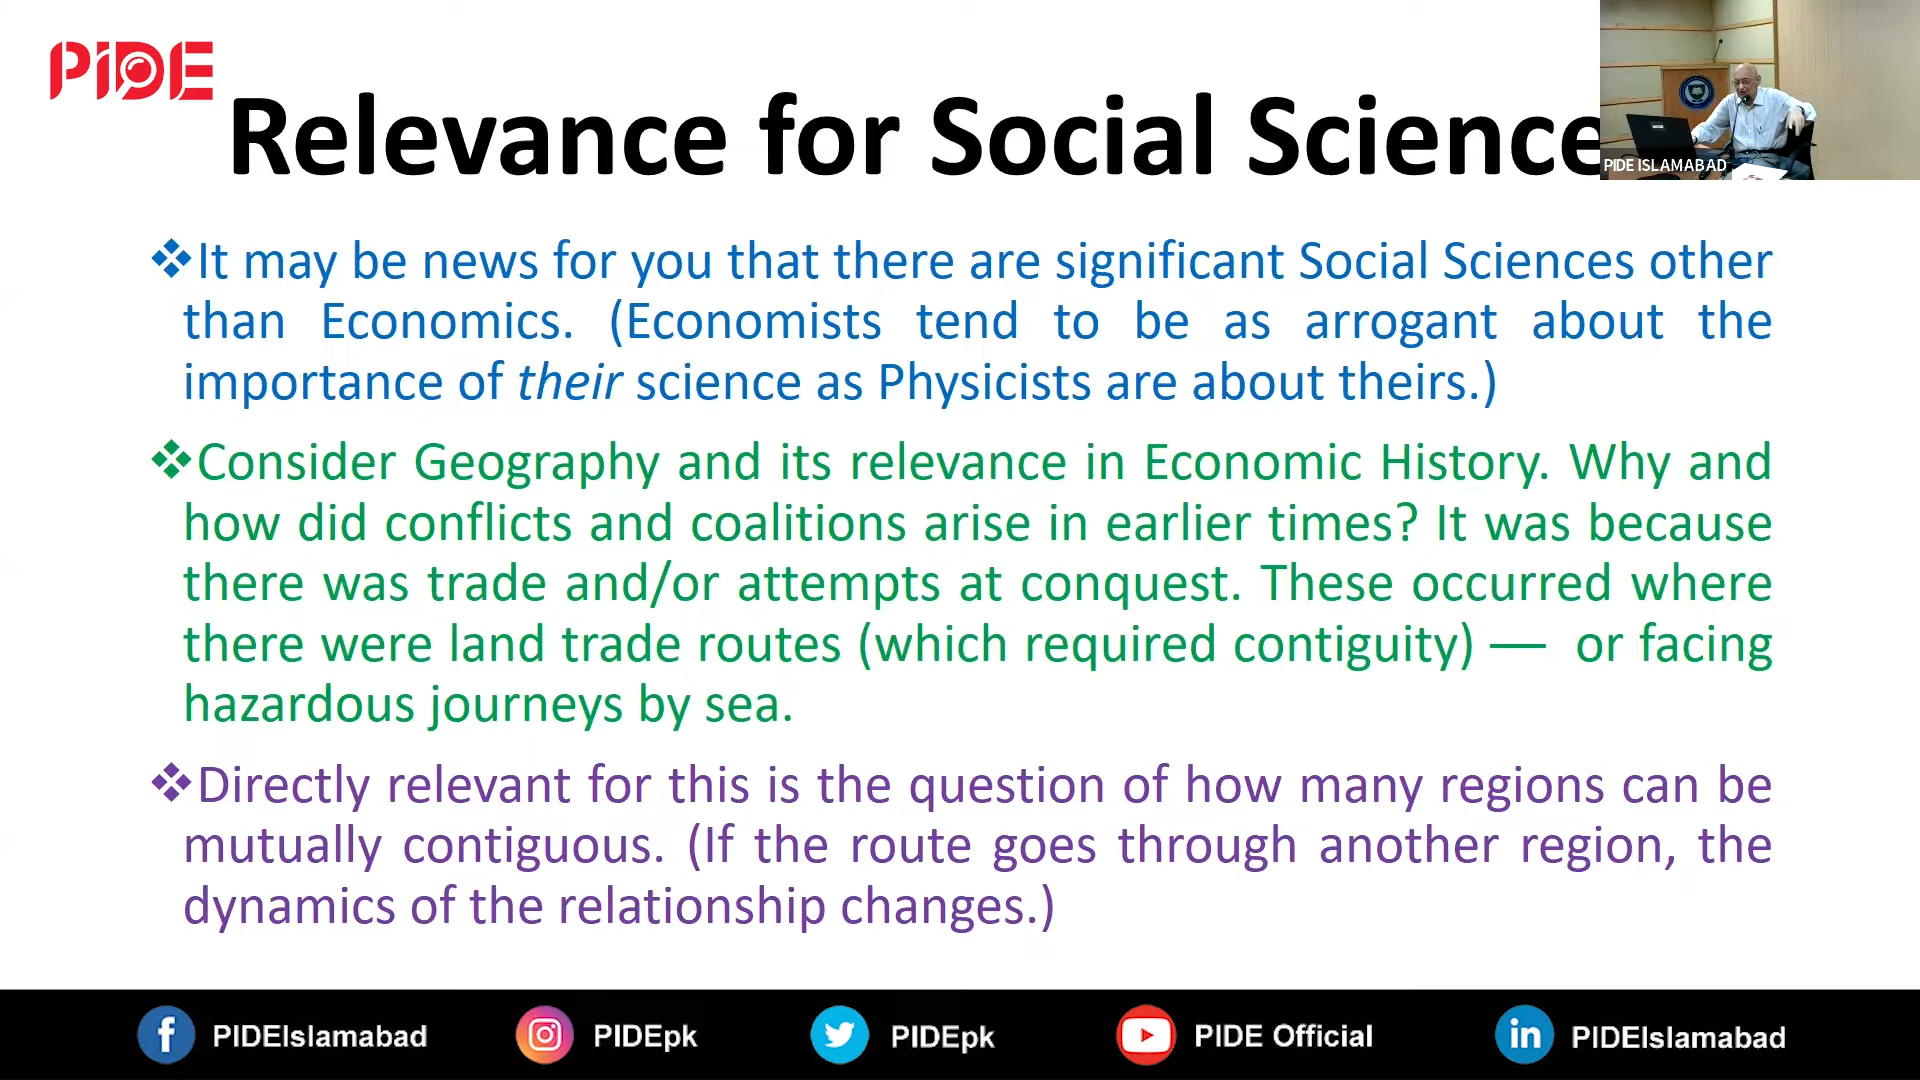 PIDE
Relevance for Social Science
PIDE ISLAMABAD
❖It may be news for you that there are significant Social Sciences other
than Economics. (Economists tend to be as arrogant about the
importance of their science as Physicists are about theirs.)
❖Consider Geography and its relevance in Economic History. Why and
how did conflicts and coalitions arise in earlier times? It was because
there was trade and/or attempts at conquest. These occurred where
there were land trade routes (which required contiguity) — or facing
hazardous journeys by sea.
❖Directly relevant for this is the question of how many regions can be
mutually contiguous. (If the route goes through another region, the
dynamics of the relationship changes.)
PIDEIslamabad PIDEpk PIDEpk PIDE Official PIDEIslamabad